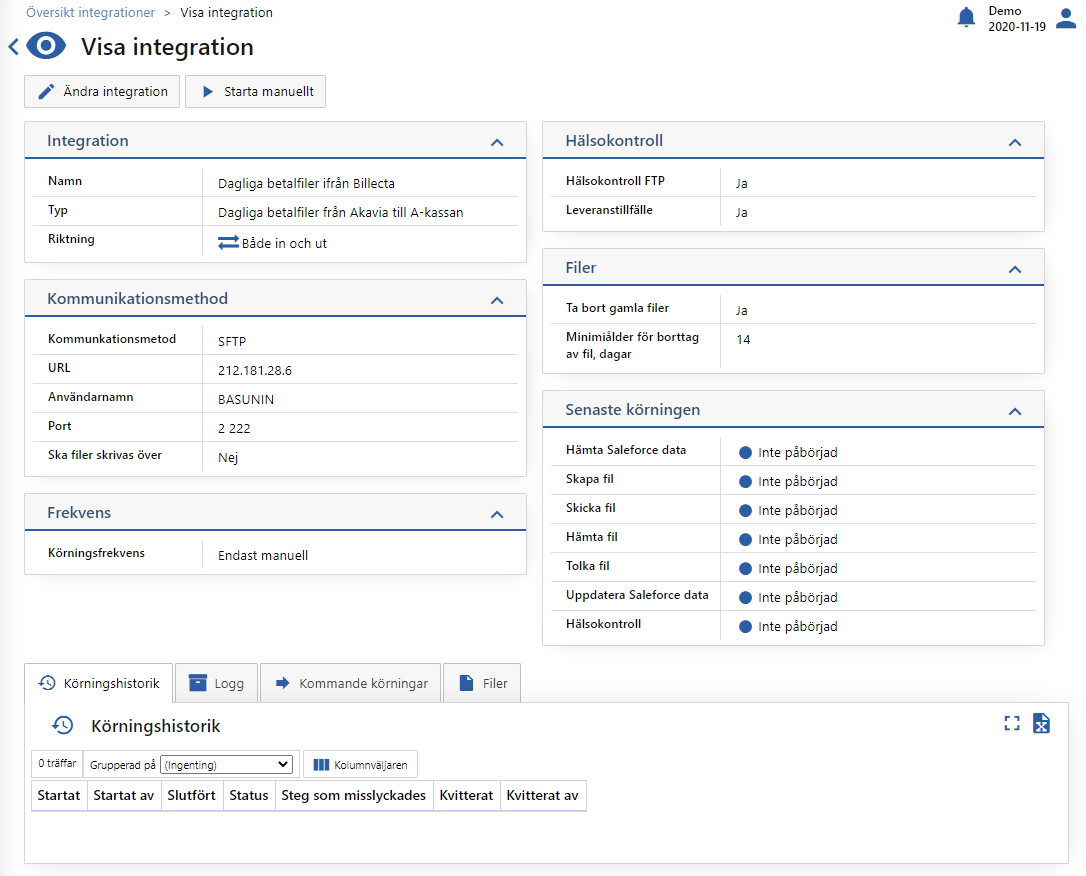 Översikt integrationer > Visa integration
Demo
2020-11-19
Visa integration
Ändra integration
Starta manuellt
Integration
Namn Dagliga betalfiler ifrån Billecta
Typ Dagliga betalfiler från Akavia till A-kassan
Riktning Både in och ut
Kommunikationsmethod
Kommunkationsmetod SFTP
URL 212.181.28.6
Användarnamn BASUNIN
Port 2 222
Ska filer skrivas över Nej
Frekvens
Körningsfrekvens Endast manuell
Hälsokontroll
Hälsokontroll FTP Ja
Leveranstillfälle Ja
Filer
Ta bort gamla filer Ja
Minimiålder för borttag 14
av fil, dagar
Senaste körningen
Hämta Saleforce data Inte påbörjad
Skapa fil Inte påbörjad
Skicka fil Inte påbörjad
Hämta fil Inte påbörjad
Tolka fil Inte påbörjad
Uppdatera Saleforce data Inte påbörjad
Hälsokontroll Inte påbörjad
Körningshistorik Logg Kommande körningar Filer
Körningshistorik
0 träffar Grupperad på (Ingenting) Kolumnväljaren
Startat Startat av Slutfört Status Steg som misslyckades Kvitterat Kvitterat av